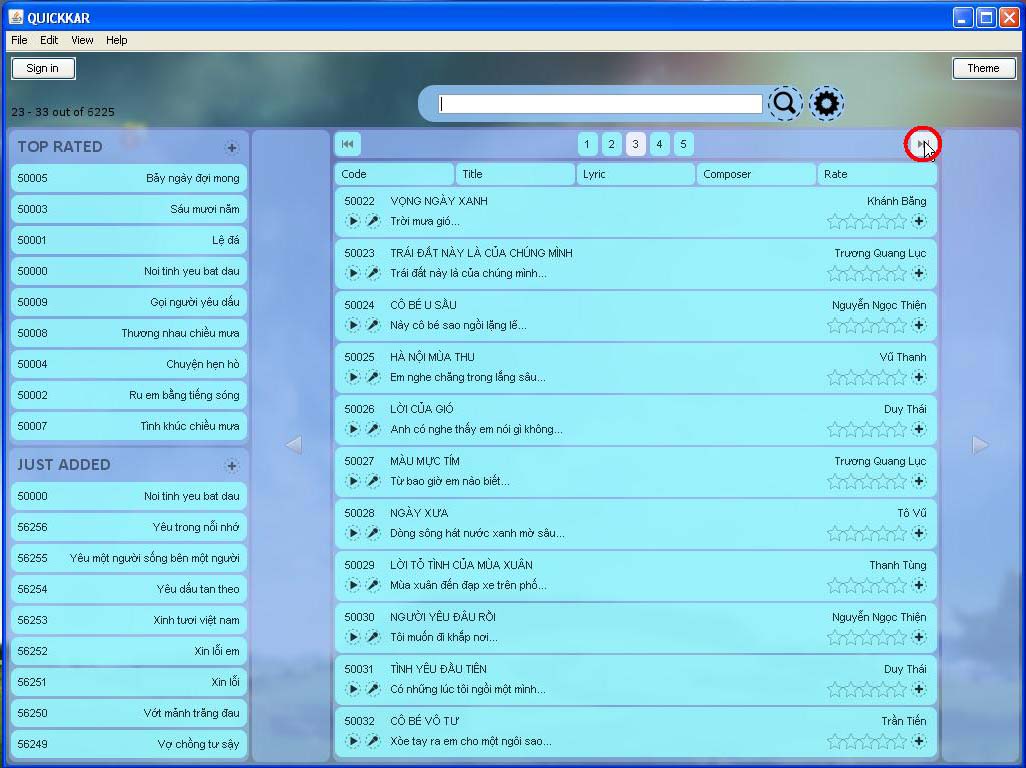 QUICKKAR
File Edit View Help
Sign in
Theme
23 - 33 out of 6225
TOP RATED
50005 Bảy ngày đợi mong
50003 Sáu mươi năm
50001 Lệ đá
50000 Noi tinh yeu bat dau
50009 Gọi người yêu dấu
50008 Thương nhau chiều mưa
50004 Chuyện hẹn hò
50002 Ru em bằng tiếng sóng
50007 Tình khúc chiều mưa
JUST ADDED
50000 Noi tinh yeu bat dau
56256 Yêu trong nỗi nhớ
56255 Yêu một người sống bên một người
56254 Yêu dấu tan theo
56253 Xinh tươi việt nam
56252 Xin lỗi em
56251 Xin lỗi
56250 Vớt mảnh trăng đau
56249 Vợ chồng tư sậy
1 2 3 4 5
Code Title Lyric Composer Rate
50022 VỌNG NGÀY XANH Khánh Băng
Trời mưa gió...
50023 TRÁI ĐẤT NÀY LÀ CỦA CHÚNG MÌNH Trương Quang Lục
Trái đất này là của chúng mình...
50024 CÔ BÉ U SẦU Nguyễn Ngọc Thiện
Này cô bé sao ngồi lặng lẽ...
50025 HÀ NỘI MÙA THU Vũ Thanh
Em nghe chăng trong lắng sâu...
50026 LỜI CỦA GIÓ Duy Thái
Anh có nghe thấy em nói gì không...
50027 MÀU MỰC TÍM Trương Quang Lục
Từ bao giờ em nào biết...
50028 NGÀY XƯA Tô Vũ
Dòng sông hát nước xanh mờ sâu...
50029 LỜI TỎ TÌNH CỦA MÙA XUÂN Thanh Tùng
Mùa xuân đến đạp xe trên phố...
50030 NGƯỜI YÊU ĐÂU RỒI Nguyễn Ngọc Thiện
Tôi muốn đi khắp nơi...
50031 TÌNH YÊU ĐẦU TIÊN Duy Thái
Có những lúc tôi ngồi một mình...
50032 CÔ BÉ VÔ TƯ Trần Tiến
Xòe tay ra em cho một ngôi sao...